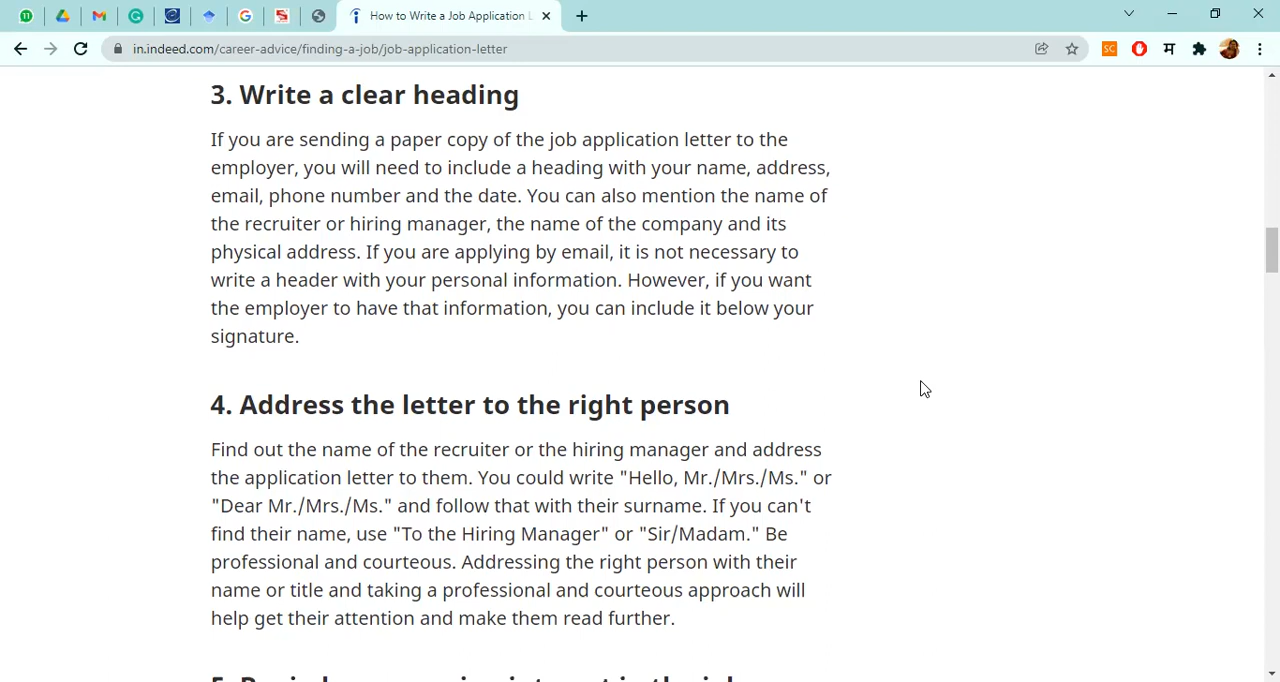 How to Write a Job Application L
in.indeed.com/career-advice/finding-a-job/job-application-letter
SC
3. Write a clear heading
If you are sending a paper copy of the job application letter to the
employer, you will need to include a heading with your name, address,
email, phone number and the date. You can also mention the name of
the recruiter or hiring manager, the name of the company and its
physical address. If you are applying by email, it is not necessary to
write a header with your personal information. However, if you want
the employer to have that information, you can include it below your
signature.
4. Address the letter to the right person
Find out the name of the recruiter or the hiring manager and address
the application letter to them. You could write "Hello, Mr./Mrs./Ms." or
"Dear Mr./Mrs./Ms." and follow that with their surname. If you can't
find their name, use "To the Hiring Manager" or "Sir/Madam." Be
professional and courteous. Addressing the right person with their
name or title and taking a professional and courteous approach will
help get their attention and make them read further.